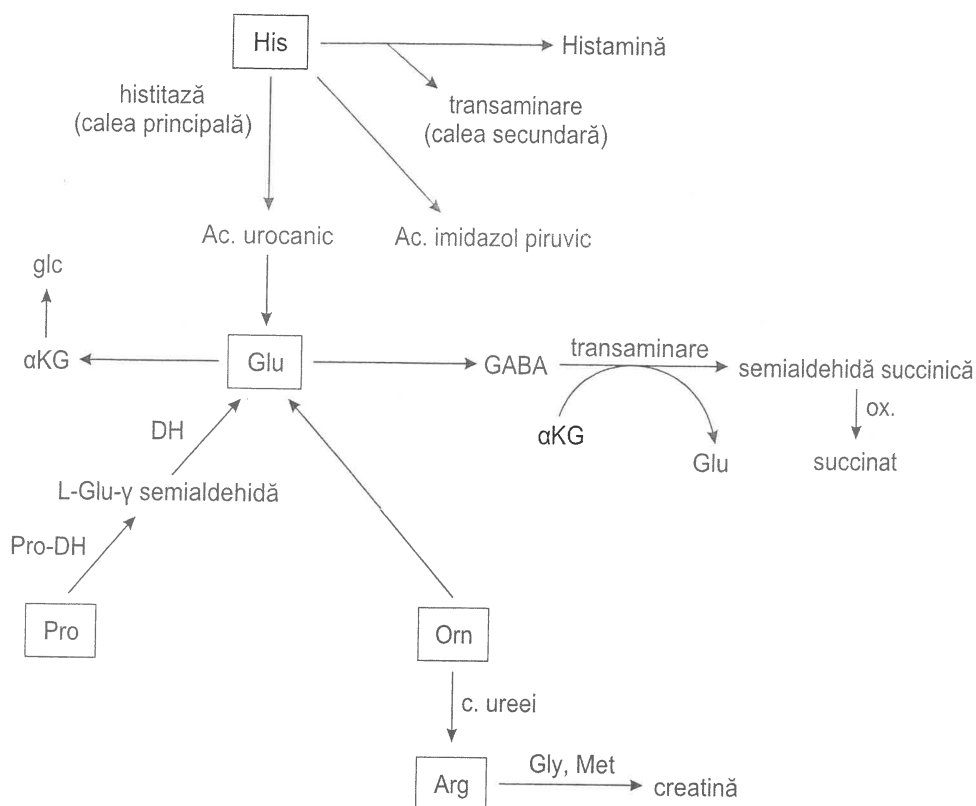 His
Histamină
histitază
(calea principală)
transaminare
(calea secundară)
Ac. urocanic
Ac. imidazol piruvic
glc
αKG
Glu
GABA
transaminare
semialdehidă succinică
αKG
Glu
ox.
succinat
DH
L-Glu-γ semialdehidă
Pro-DH
Pro
Orn
c. ureei
Arg
Gly, Met
creatină